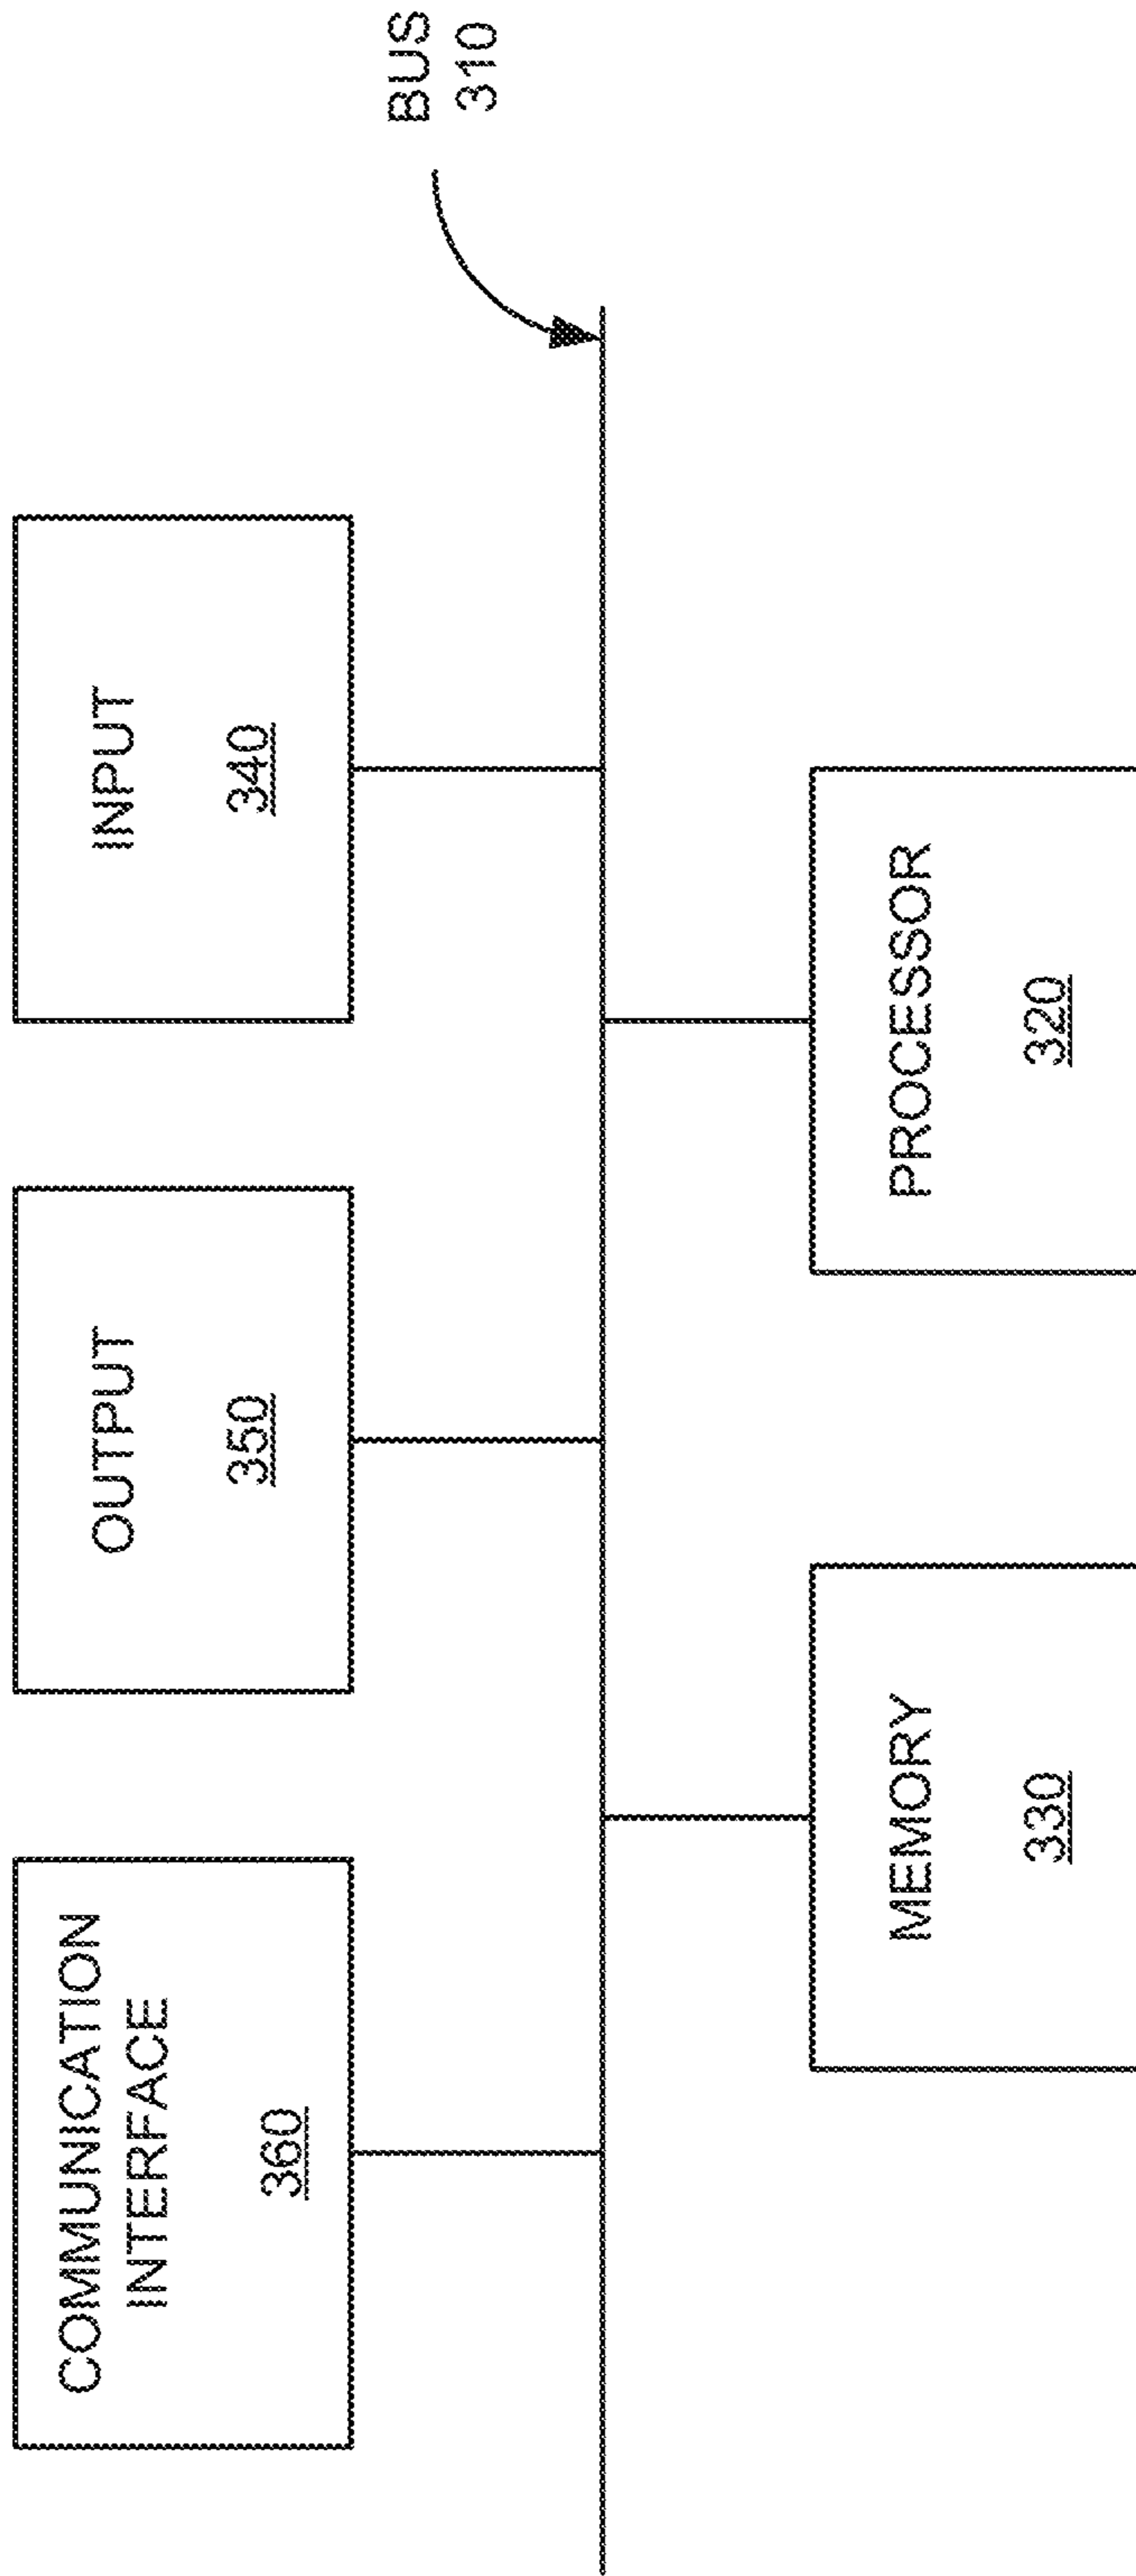 COMMUNICATION
INTERFACE
360
OUTPUT
350
INPUT
340
BUS
310
MEMORY
330
PROCESSOR
320